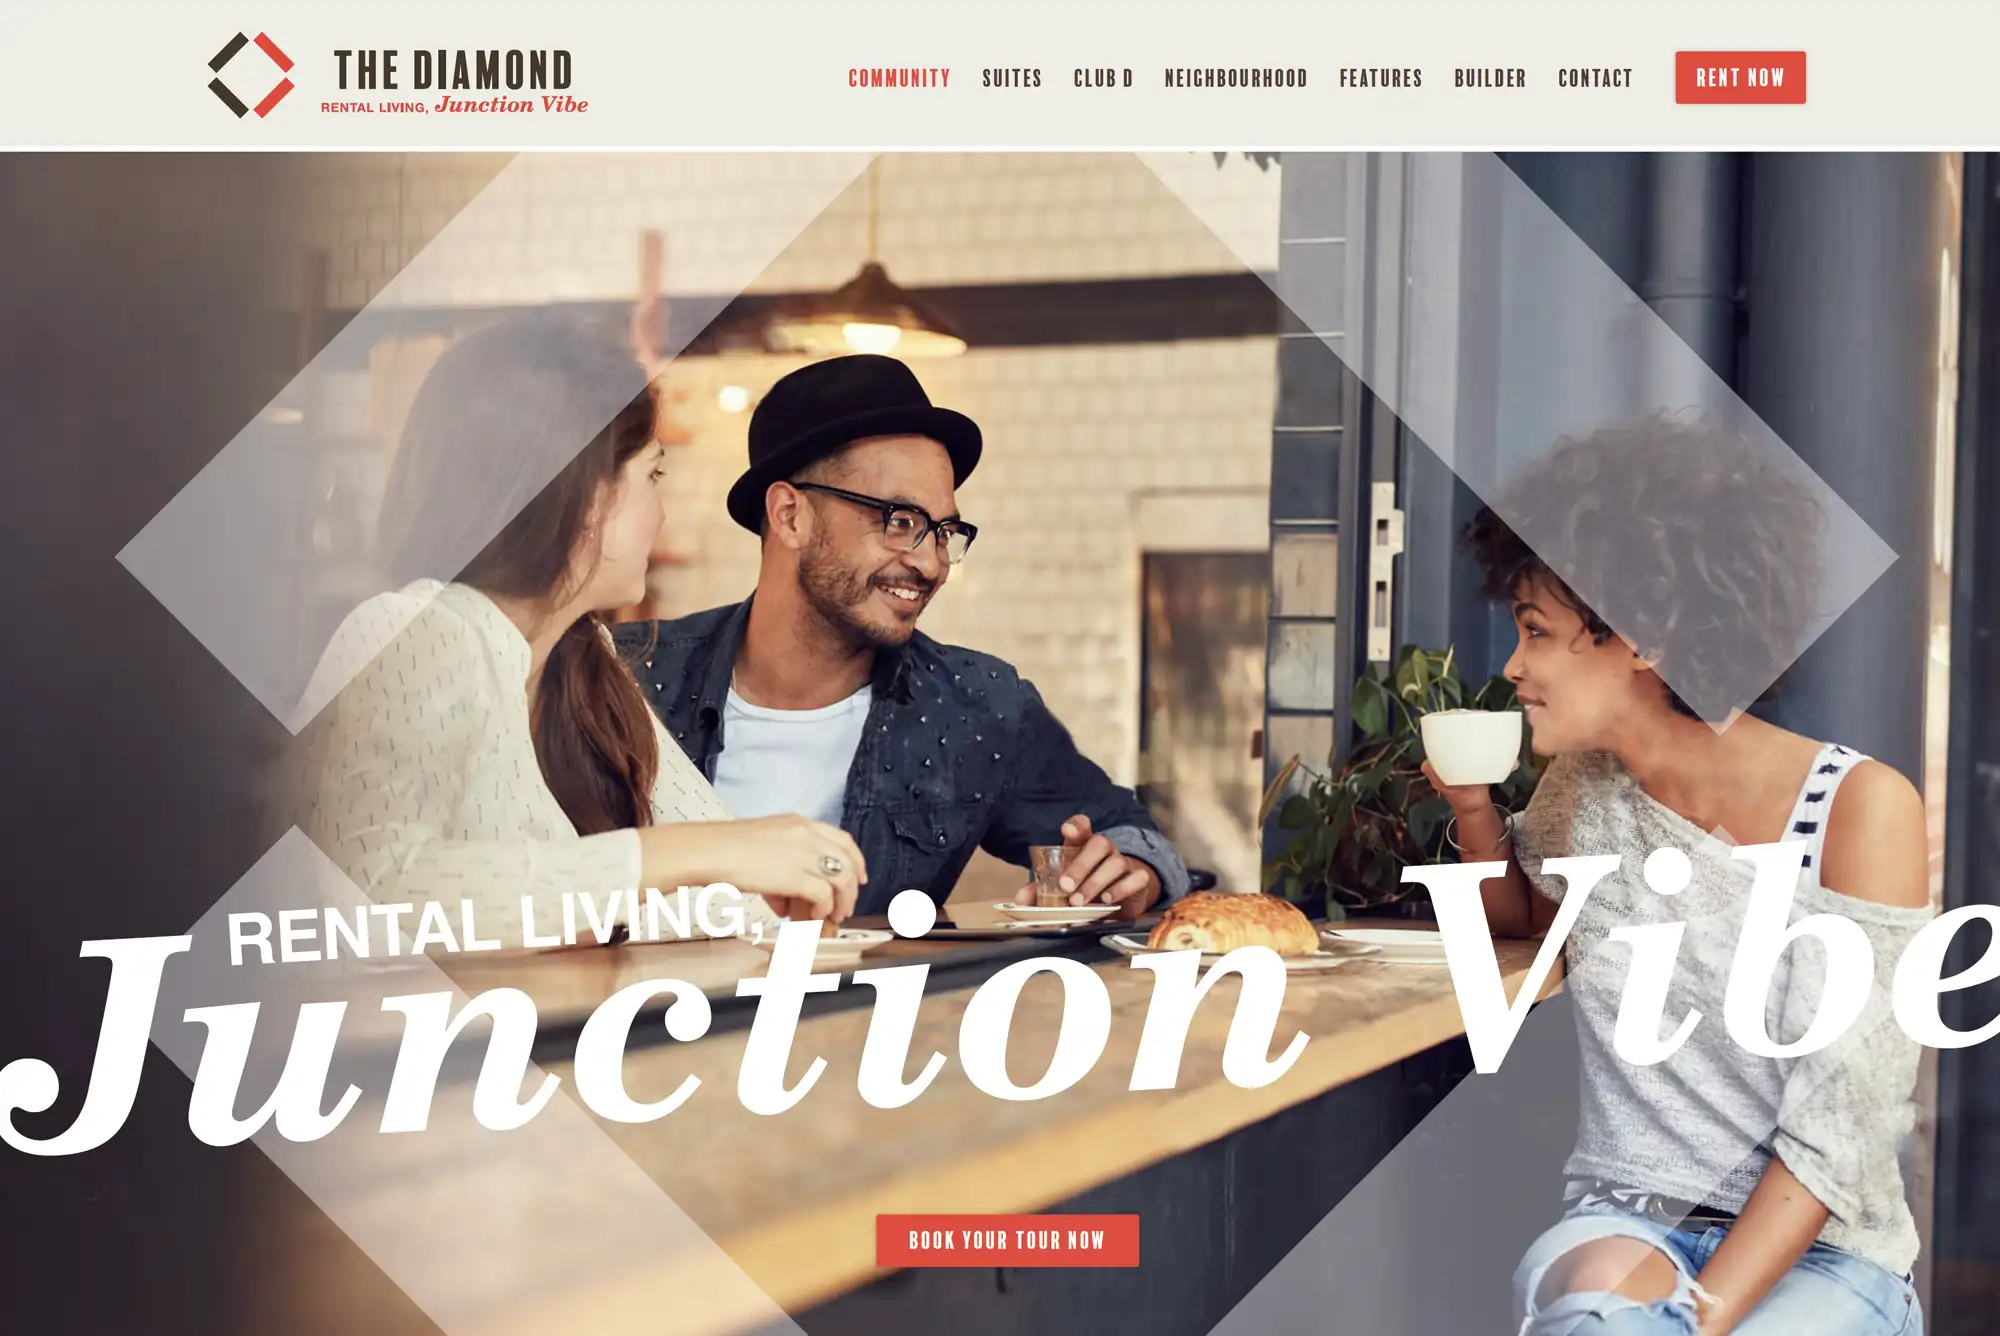 THE DIAMOND
RENTAL LIVING, Junction Vibe
COMMUNITY SUITES CLUB D NEIGHBOURHOOD FEATURES BUILDER CONTACT RENT NOW
RENTAL LIVING,
Junction Vibe
BOOK YOUR TOUR NOW